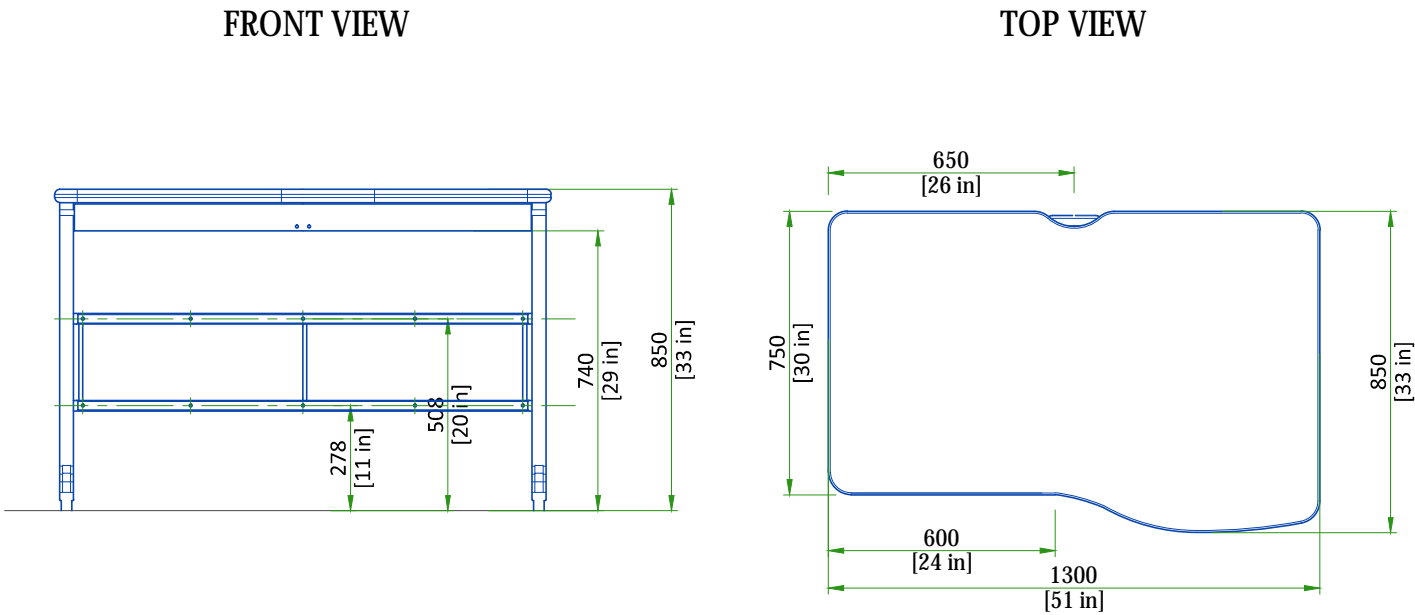 FRONT VIEW
TOP VIEW
650
[26 in]
278
[11 in]
508
[20 in]
740
[29 in]
850
[33 in]
750
[30 in]
850
[33 in]
600
[24 in]
1300
[51 in]